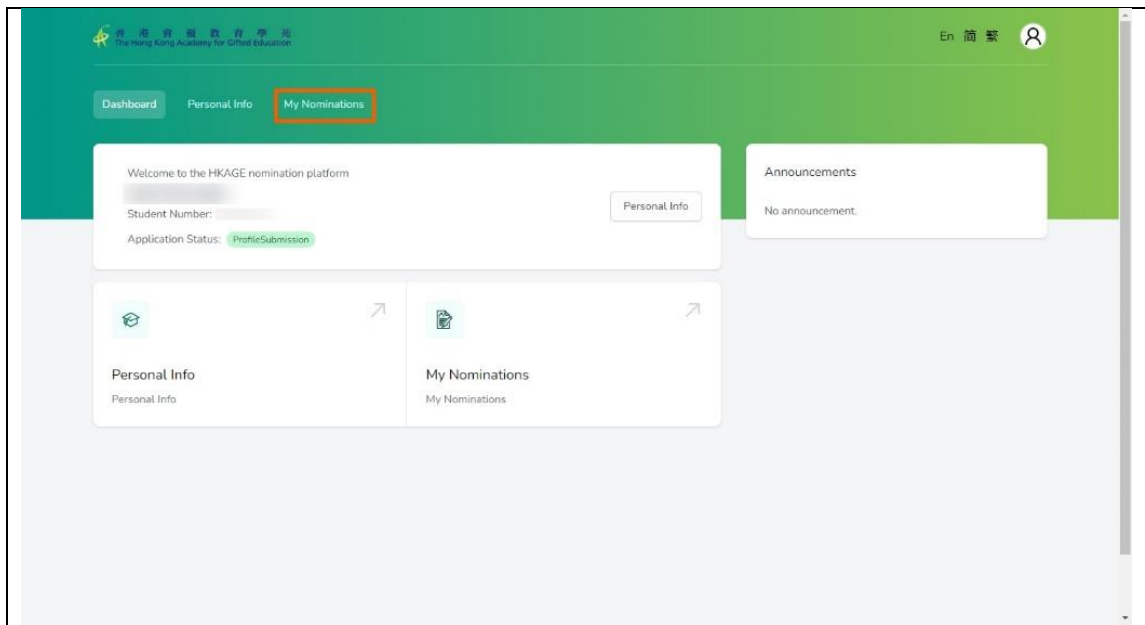 香港資優教育學苑
The Hong Kong Academy for Gifted Education
En 简 繁
Dashboard Personal Info My Nominations
Welcome to the HKAGE nomination platform
Student Number:
Application Status: ProfileSubmission
Personal Info
Announcements
No announcement.
Personal Info
Personal Info
My Nominations
My Nominations